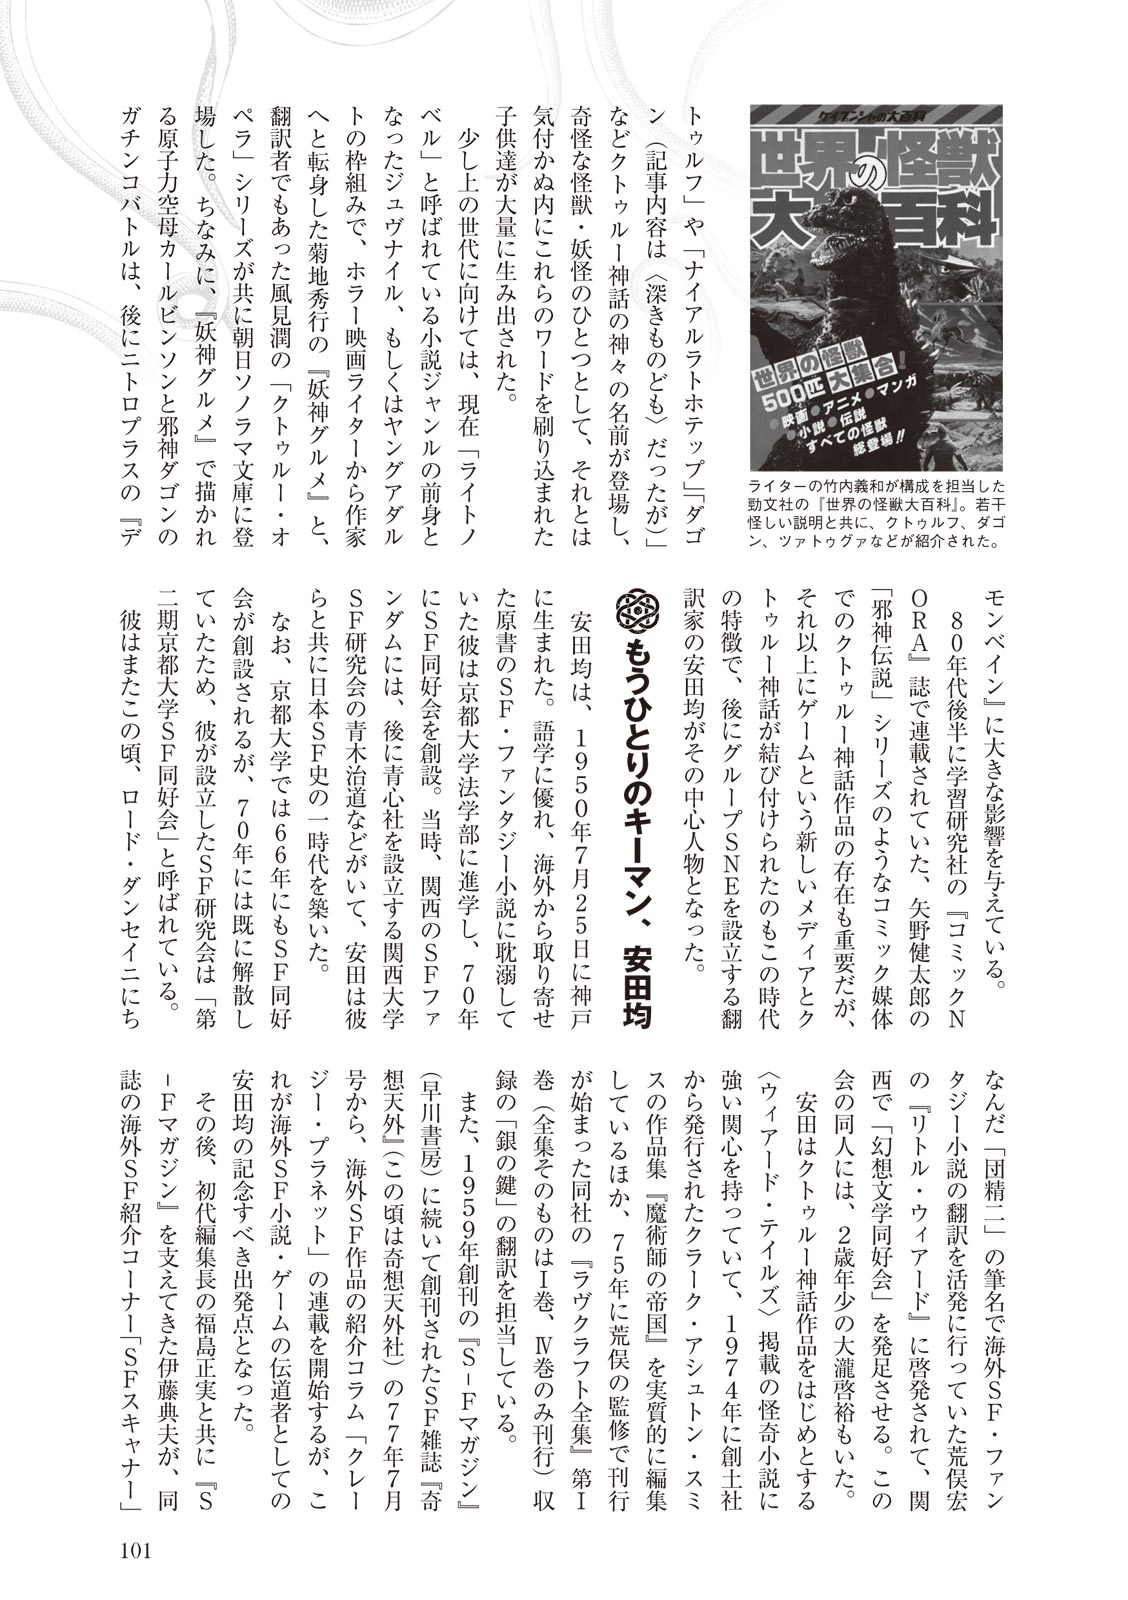 ケイブンシャの大百科
世界の怪獣
大百科
世界の怪獣
500匹大集合!
映画●アニメ●マンガ
●小説●伝説
すべての怪獣
総登場!!
ライターの竹内義和が構成を担当した
勁文社の『世界の怪獣大百科』。若干
怪しい説明と共に、クトゥルフ、ダゴ
ン、ツァトゥグァなどが紹介された。
トゥルフ」や「ナイアルラトホテップ」「ダゴ
ン（記事内容は〈深きものども〉だったが）」
などクトゥルー神話の神々の名前が登場し、
奇怪な怪獣・妖怪のひとつとして、それとは
気付かぬ内にこれらのワードを刷り込まれた
子供達が大量に生み出された。
　少し上の世代に向けては、現在「ライトノ
ベル」と呼ばれている小説ジャンルの前身と
なったジュヴナイル、もしくはヤングアダル
トの枠組みで、ホラー映画ライターから作家
へと転身した菊地秀行の『妖神グルメ』と、
翻訳者でもあった風見潤の「クトゥルー・オ
ペラ」シリーズが共に朝日ソノラマ文庫に登
場した。ちなみに、『妖神グルメ』で描かれ
る原子力空母カールビンソンと邪神ダゴンの
ガチンコバトルは、後にニトロプラスの『デ
モンベイン』に大きな影響を与えている。
　80年代後半に学習研究社の『コミックN
ORA』誌で連載されていた、矢野健太郎の
「邪神伝説」シリーズのようなコミック媒体
でのクトゥルー神話作品の存在も重要だが、
それ以上にゲームという新しいメディアとク
トゥルー神話が結び付けられたのもこの時代
の特徴で、後にグループSNEを設立する翻
訳家の安田均がその中心人物となった。
もうひとりのキーマン、安田均
　安田均は、1950年7月25日に神戸
に生まれた。語学に優れ、海外から取り寄せ
た原書のSF・ファンタジー小説に耽溺して
いた彼は京都大学法学部に進学し、70年
にSF同好会を創設。当時、関西のSFファ
ンダムには、後に青心社を設立する関西大学
SF研究会の青木治道などがいて、安田は彼
らと共に日本SF史の一時代を築いた。
　なお、京都大学では66年にもSF同好
会が創設されるが、70年には既に解散し
ていたため、彼が設立したSF研究会は「第
二期京都大学SF同好会」と呼ばれている。
　彼はまたこの頃、ロード・ダンセイニにち
なんだ「団精二」の筆名で海外SF・ファン
タジー小説の翻訳を活発に行っていた荒俣宏
の『リトル・ウィアード』に啓発されて、関
西で「幻想文学同好会」を発足させる。この
会の同人には、2歳年少の大瀧啓裕もいた。
　安田はクトゥルー神話作品をはじめとする
〈ウィアード・テイルズ〉掲載の怪奇小説に
強い関心を持っていて、1974年に創土社
から発行されたクラーク・アシュトン・スミ
スの作品集『魔術師の帝国』を実質的に編集
しているほか、75年に荒俣の監修で刊行
が始まった同社の『ラヴクラフト全集』第Ⅰ
巻（全集そのものはⅠ巻、Ⅳ巻のみ刊行）収
録の「銀の鍵」の翻訳を担当している。
　また、1959年創刊の『S-Fマガジン』
（早川書房）に続いて創刊されたSF雑誌『奇
想天外』（この頃は奇想天外社）の77年7月
号から、海外SF作品の紹介コラム「クレー
ジー・プラネット」の連載を開始するが、こ
れが海外SF小説・ゲームの伝道者としての
安田均の記念すべき出発点となった。
　その後、初代編集長の福島正実と共に『S
-Fマガジン』を支えてきた伊藤典夫が、同
誌の海外SF紹介コーナー「SFスキャナー」
101